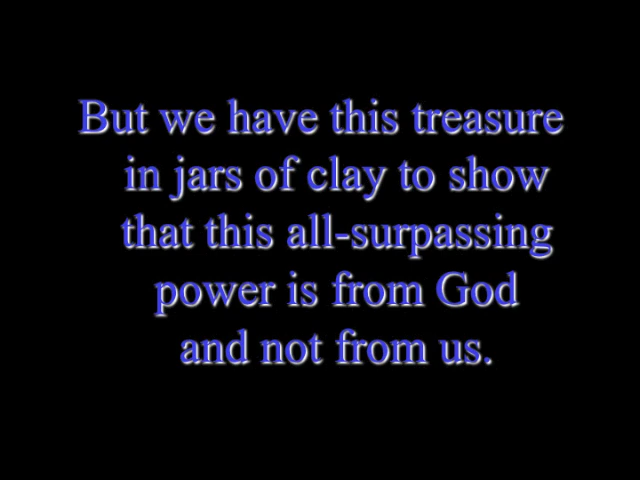 But we have this treasure
in jars of clay to show
that this all-surpassing
power is from God
and not from us.